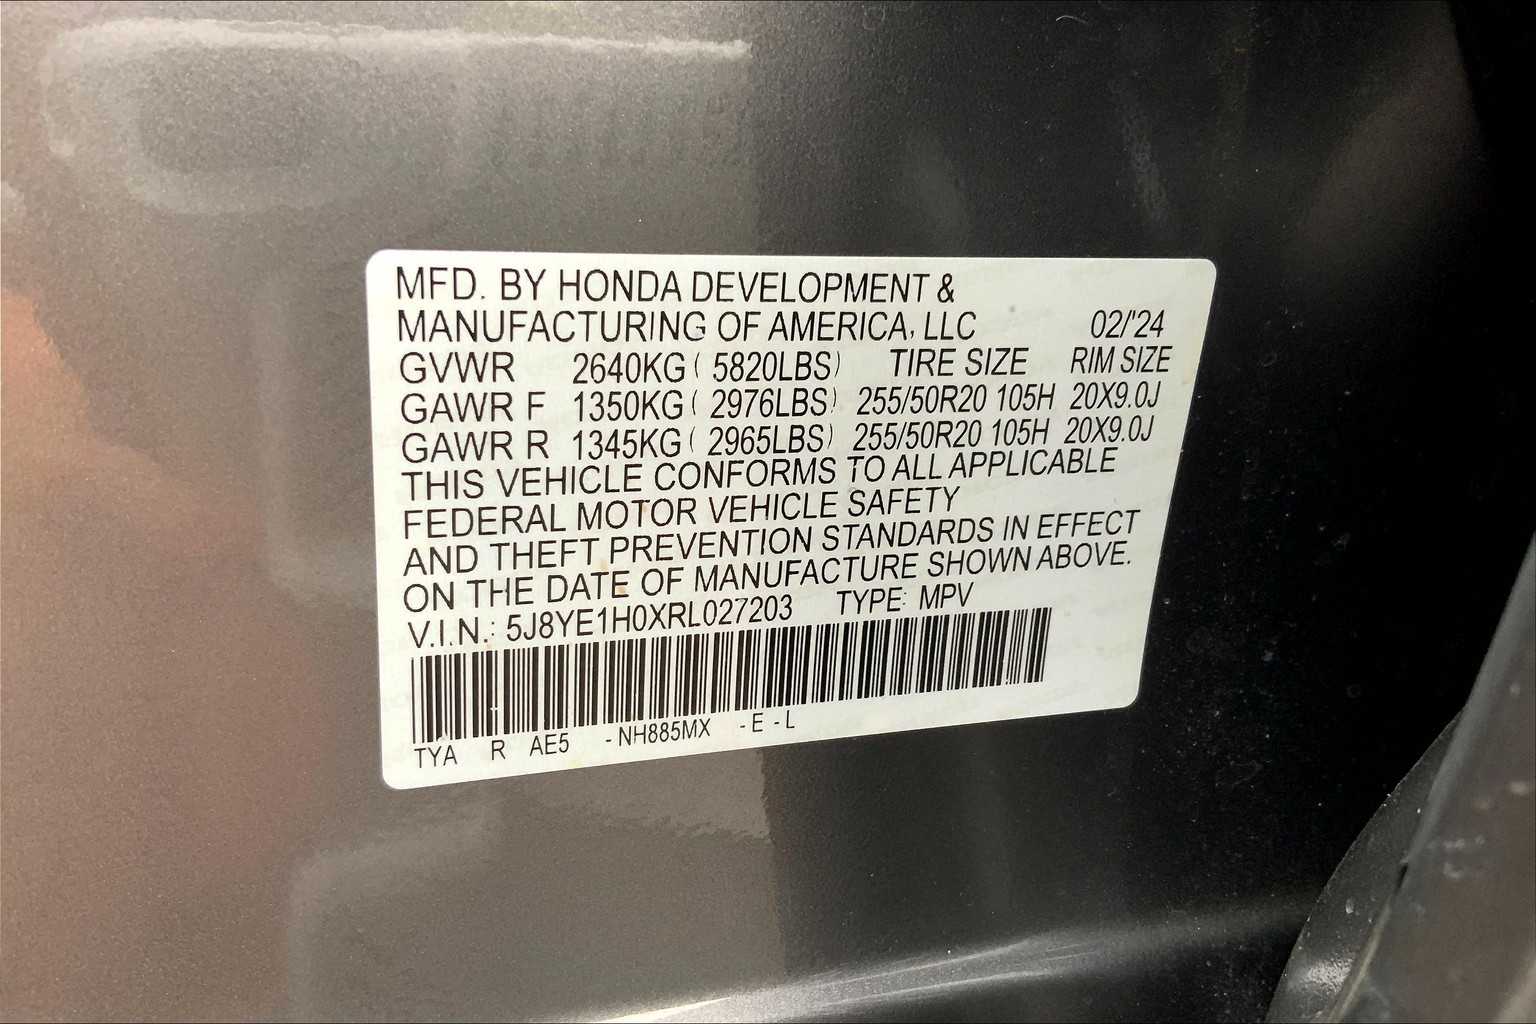 MFD. BY HONDA DEVELOPMENT &
MANUFACTURING OF AMERICA, LLC 02/'24
GVWR 2640KG ( 5820LBS) TIRE SIZE RIM SIZE
GAWR F 1350KG ( 2976LBS) 255/50R20 105H 20X9.0J
GAWR R 1345KG ( 2965LBS) 255/50R20 105H 20X9.0J
THIS VEHICLE CONFORMS TO ALL APPLICABLE
FEDERAL MOTOR VEHICLE SAFETY
AND THEFT PREVENTION STANDARDS IN EFFECT
ON THE DATE OF MANUFACTURE SHOWN ABOVE.
V.I.N.: 5J8YE1H0XRL027203 TYPE: MPV
TYA R AE5 - NH885MX - E - L